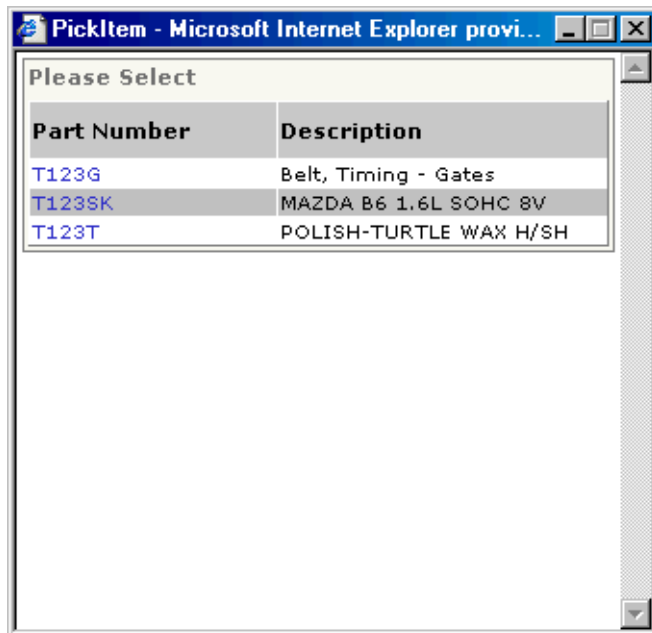 PickItem - Microsoft Internet Explorer provi...
Please Select
Part Number Description
T123G Belt, Timing - Gates
T123SK MAZDA B6 1.6L SOHC 8V
T123T POLISH-TURTLE WAX H/SH